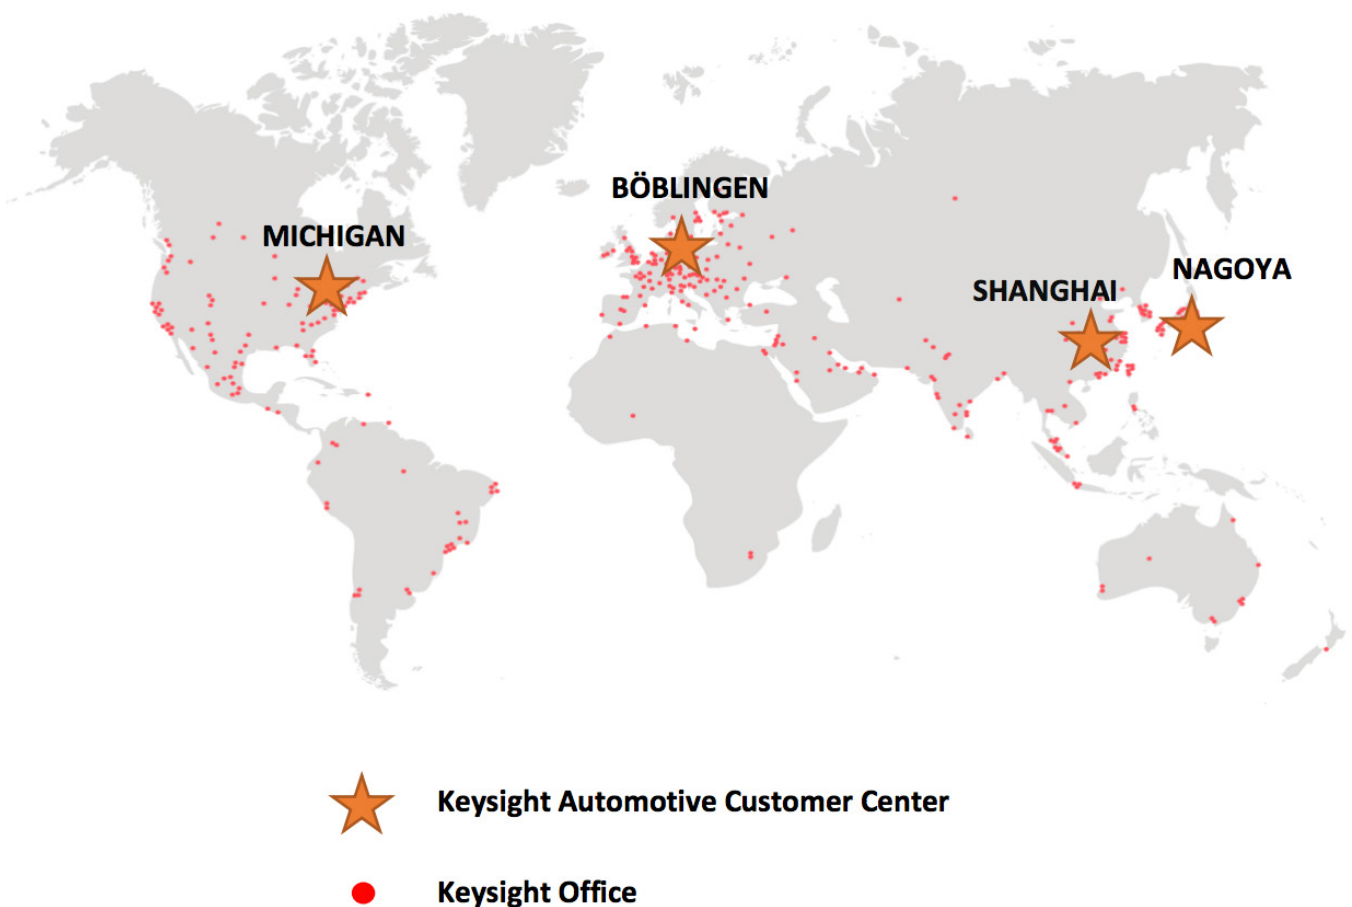 BÖBLINGEN
MICHIGAN
NAGOYA
SHANGHAI
Keysight Automotive Customer Center
Keysight Office